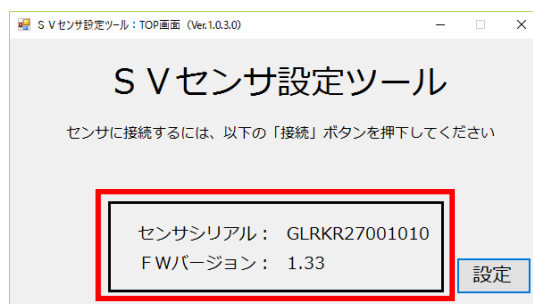 ＳＶセンサ設定ツール：TOP画面（Ver.1.0.3.0）
ＳＶセンサ設定ツール
センサに接続するには、以下の「接続」ボタンを押下してください
センサシリアル： GLRKR27001010
ＦＷバージョン： 1.33
設定